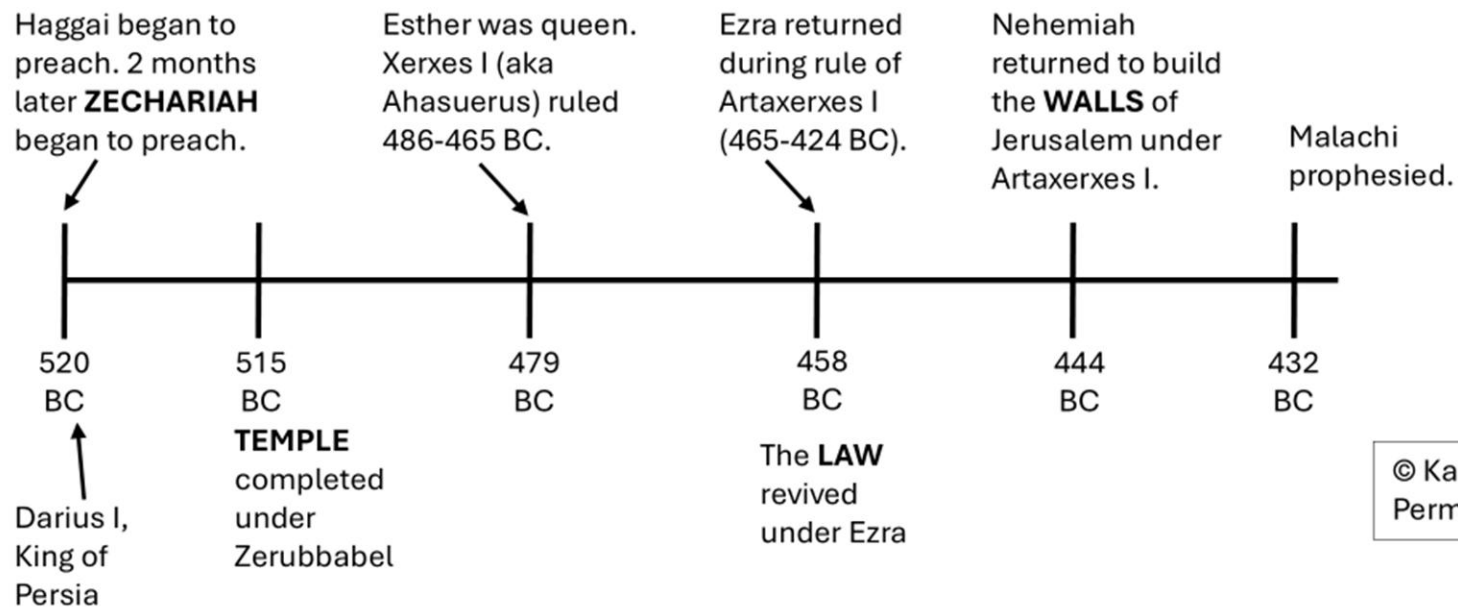 Haggai began to
preach. 2 months
later ZECHARIAH
began to preach.
Esther was queen.
Xerxes I (aka
Ahasuerus) ruled
486-465 BC.
Ezra returned
during rule of
Artaxerxes I
(465-424 BC).
Nehemiah
returned to build
the WALLS of
Jerusalem under
Artaxerxes I.
Malachi
prophesied.
520
BC
515
BC
479
BC
458
BC
444
BC
432
BC
Darius I,
King of
Persia
TEMPLE
completed
under
Zerubbabel
The LAW
revived
under Ezra
© Ka
Perm